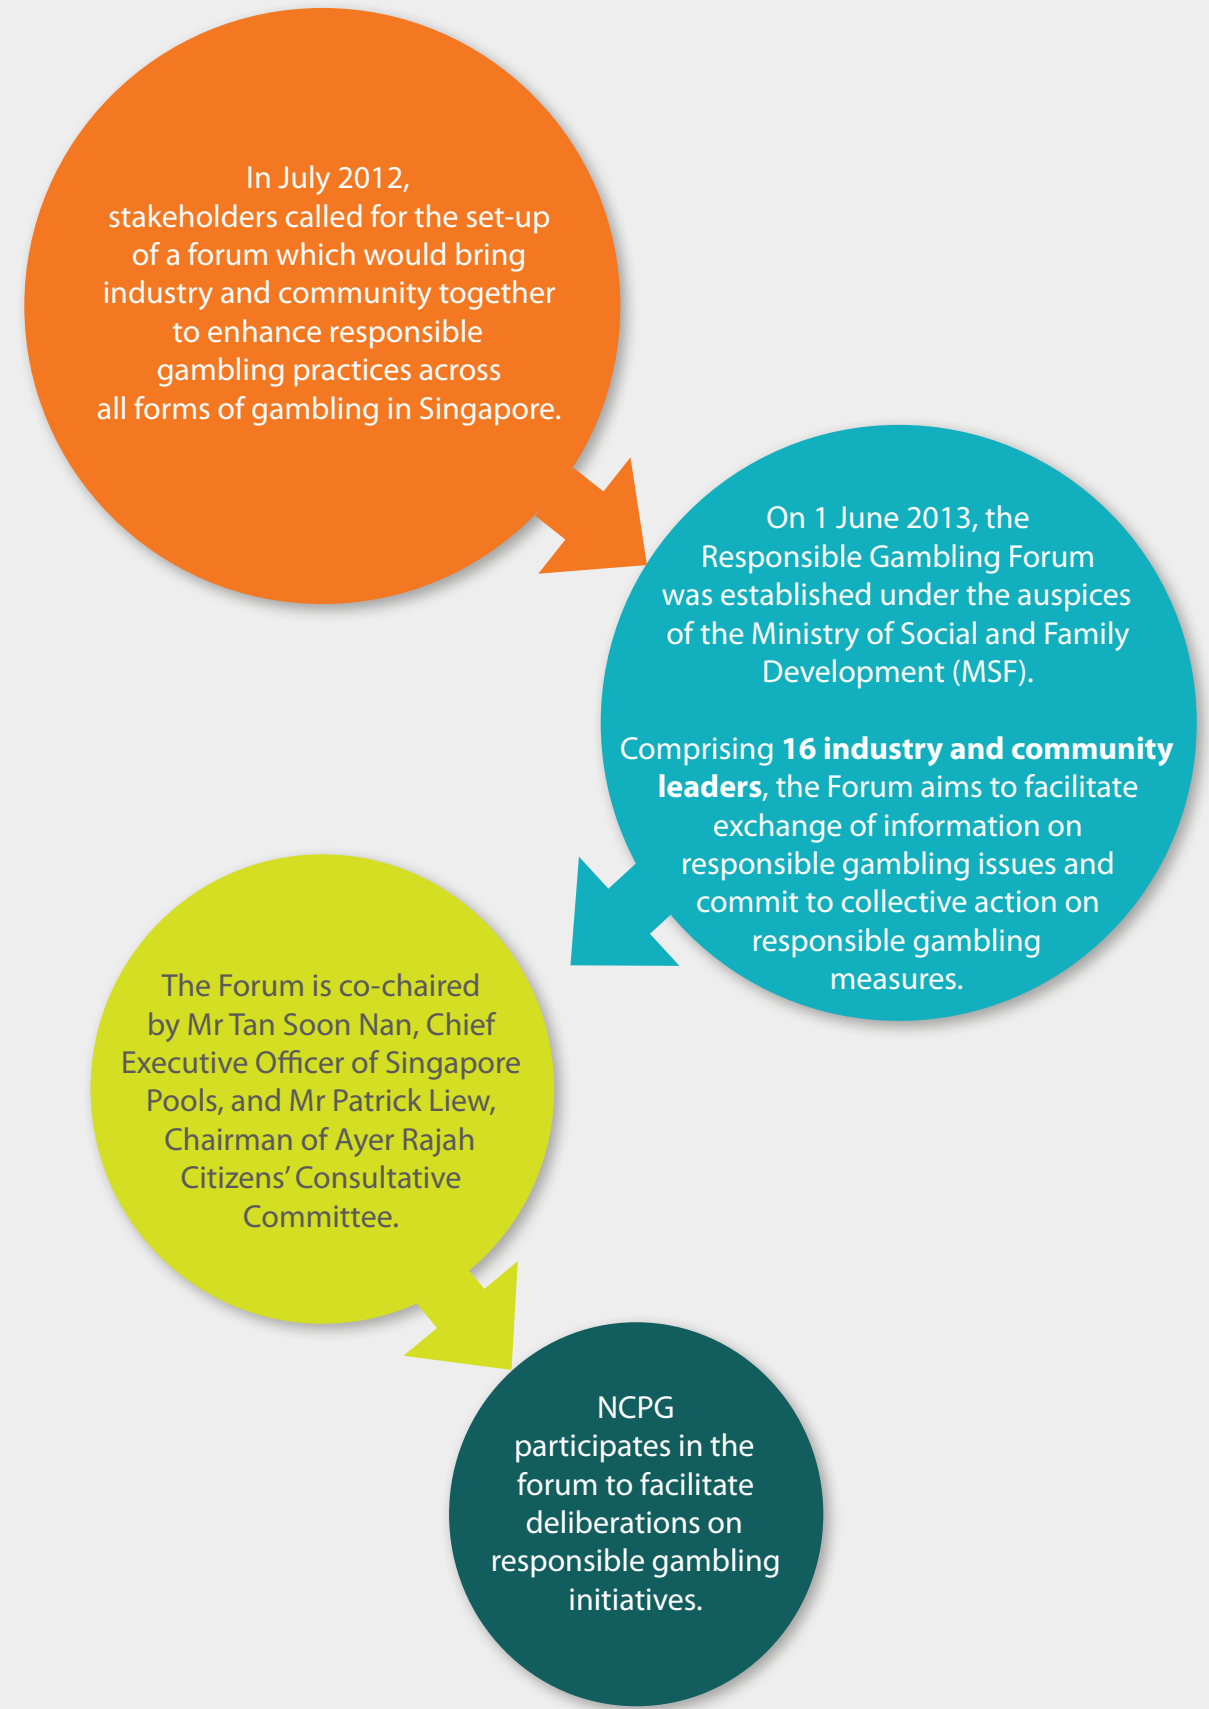 In July 2012,
stakeholders called for the set-up
of a forum which would bring
industry and community together
to enhance responsible
gambling practices across
all forms of gambling in Singapore.
On 1 June 2013, the
Responsible Gambling Forum
was established under the auspices
of the Ministry of Social and Family
Development (MSF).
Comprising 16 industry and community
leaders, the Forum aims to facilitate
exchange of information on
responsible gambling issues and
commit to collective action on
responsible gambling
measures.
The Forum is co-chaired
by Mr Tan Soon Nan, Chief
Executive Officer of Singapore
Pools, and Mr Patrick Liew,
Chairman of Ayer Rajah
Citizens’ Consultative
Committee.
NCPG
participates in the
forum to facilitate
deliberations on
responsible gambling
initiatives.